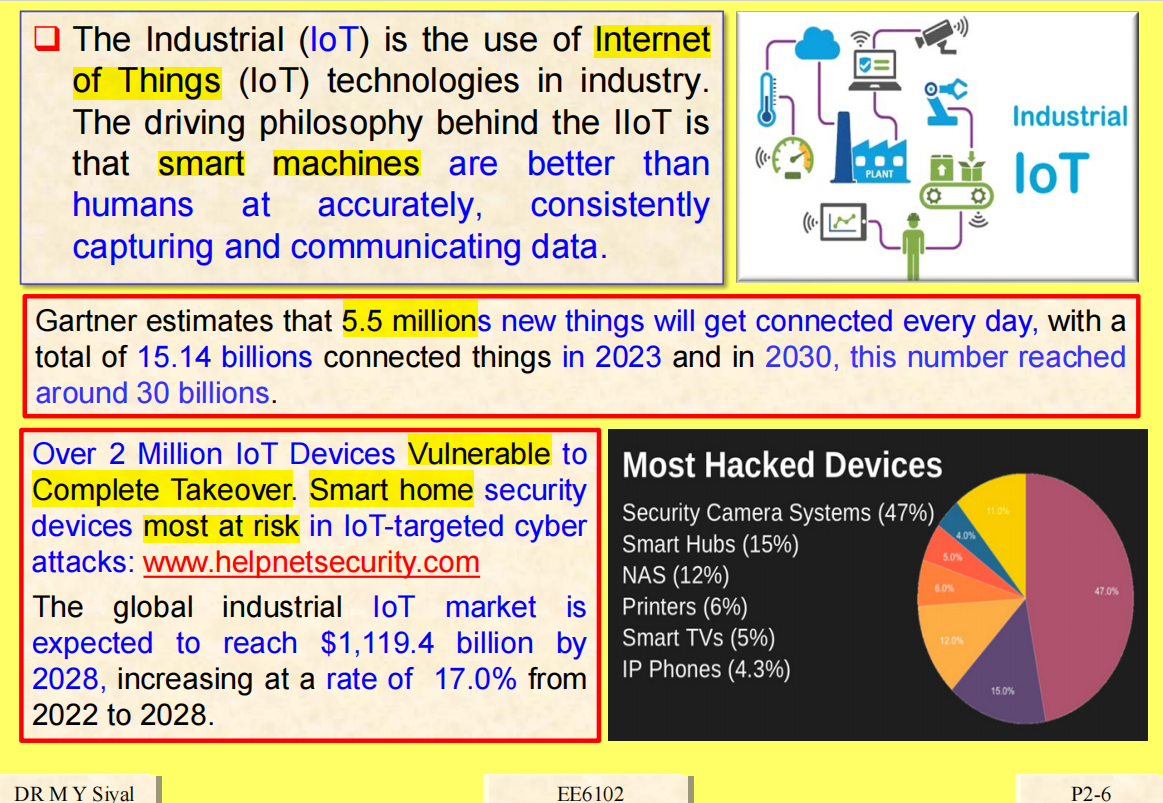 The Industrial (IoT) is the use of Internet
of Things (IoT) technologies in industry.
The driving philosophy behind the IIoT is
that smart machines are better than
humans at accurately, consistently
capturing and communicating data.
PLANT
Industrial
IoT
Gartner estimates that 5.5 millions new things will get connected every day, with a
total of 15.14 billions connected things in 2023 and in 2030, this number reached
around 30 billions.
Over 2 Million IoT Devices Vulnerable to
Complete Takeover. Smart home security
devices most at risk in IoT-targeted cyber
attacks: www.helpnetsecurity.com
The global industrial IoT market is
expected to reach $1,119.4 billion by
2028, increasing at a rate of 17.0% from
2022 to 2028.
Most Hacked Devices
Security Camera Systems (47%)
Smart Hubs (15%)
NAS (12%)
Printers (6%)
Smart TVs (5%)
IP Phones (4.3%)
11.0%
4.0%
5.0%
6.0%
47.0%
12.0%
15.0%
DR M Y Siyal
EE6102
P2-6